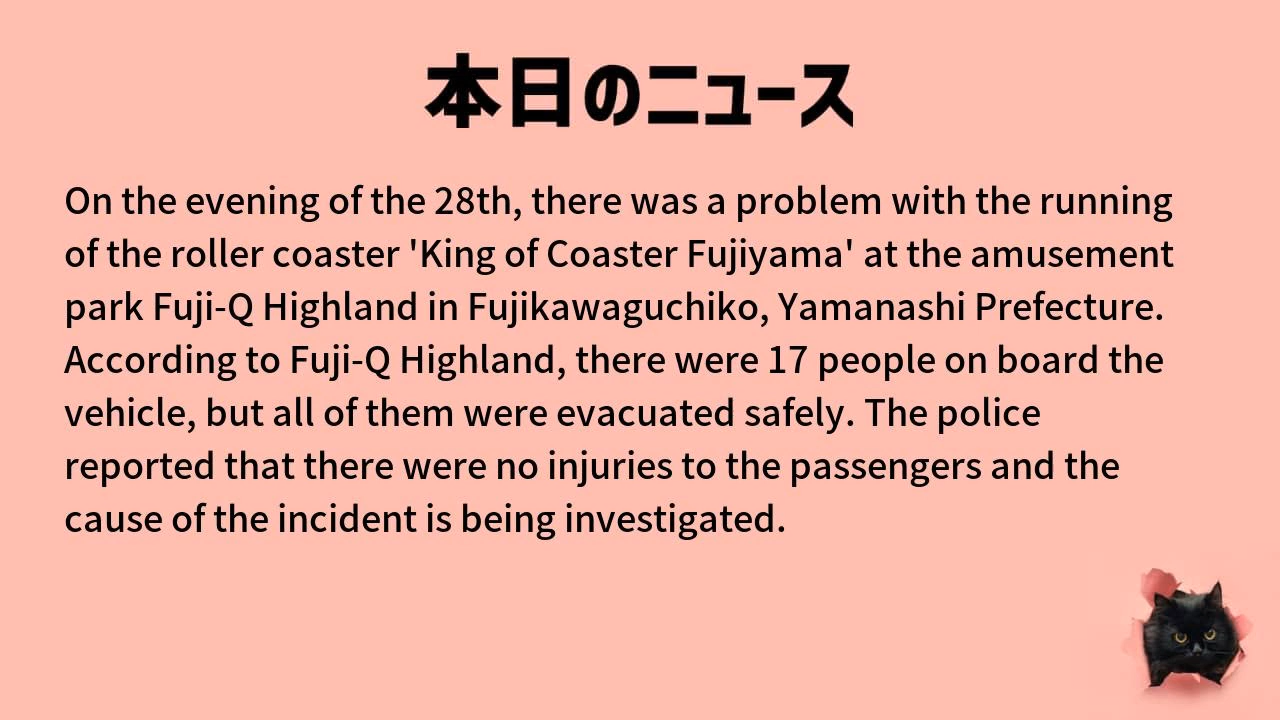 本日のニュース
On the evening of the 28th, there was a problem with the running
of the roller coaster 'King of Coaster Fujiyama' at the amusement
park Fuji-Q Highland in Fujikawaguchiko, Yamanashi Prefecture.
According to Fuji-Q Highland, there were 17 people on board the
vehicle, but all of them were evacuated safely. The police
reported that there were no injuries to the passengers and the
cause of the incident is being investigated.